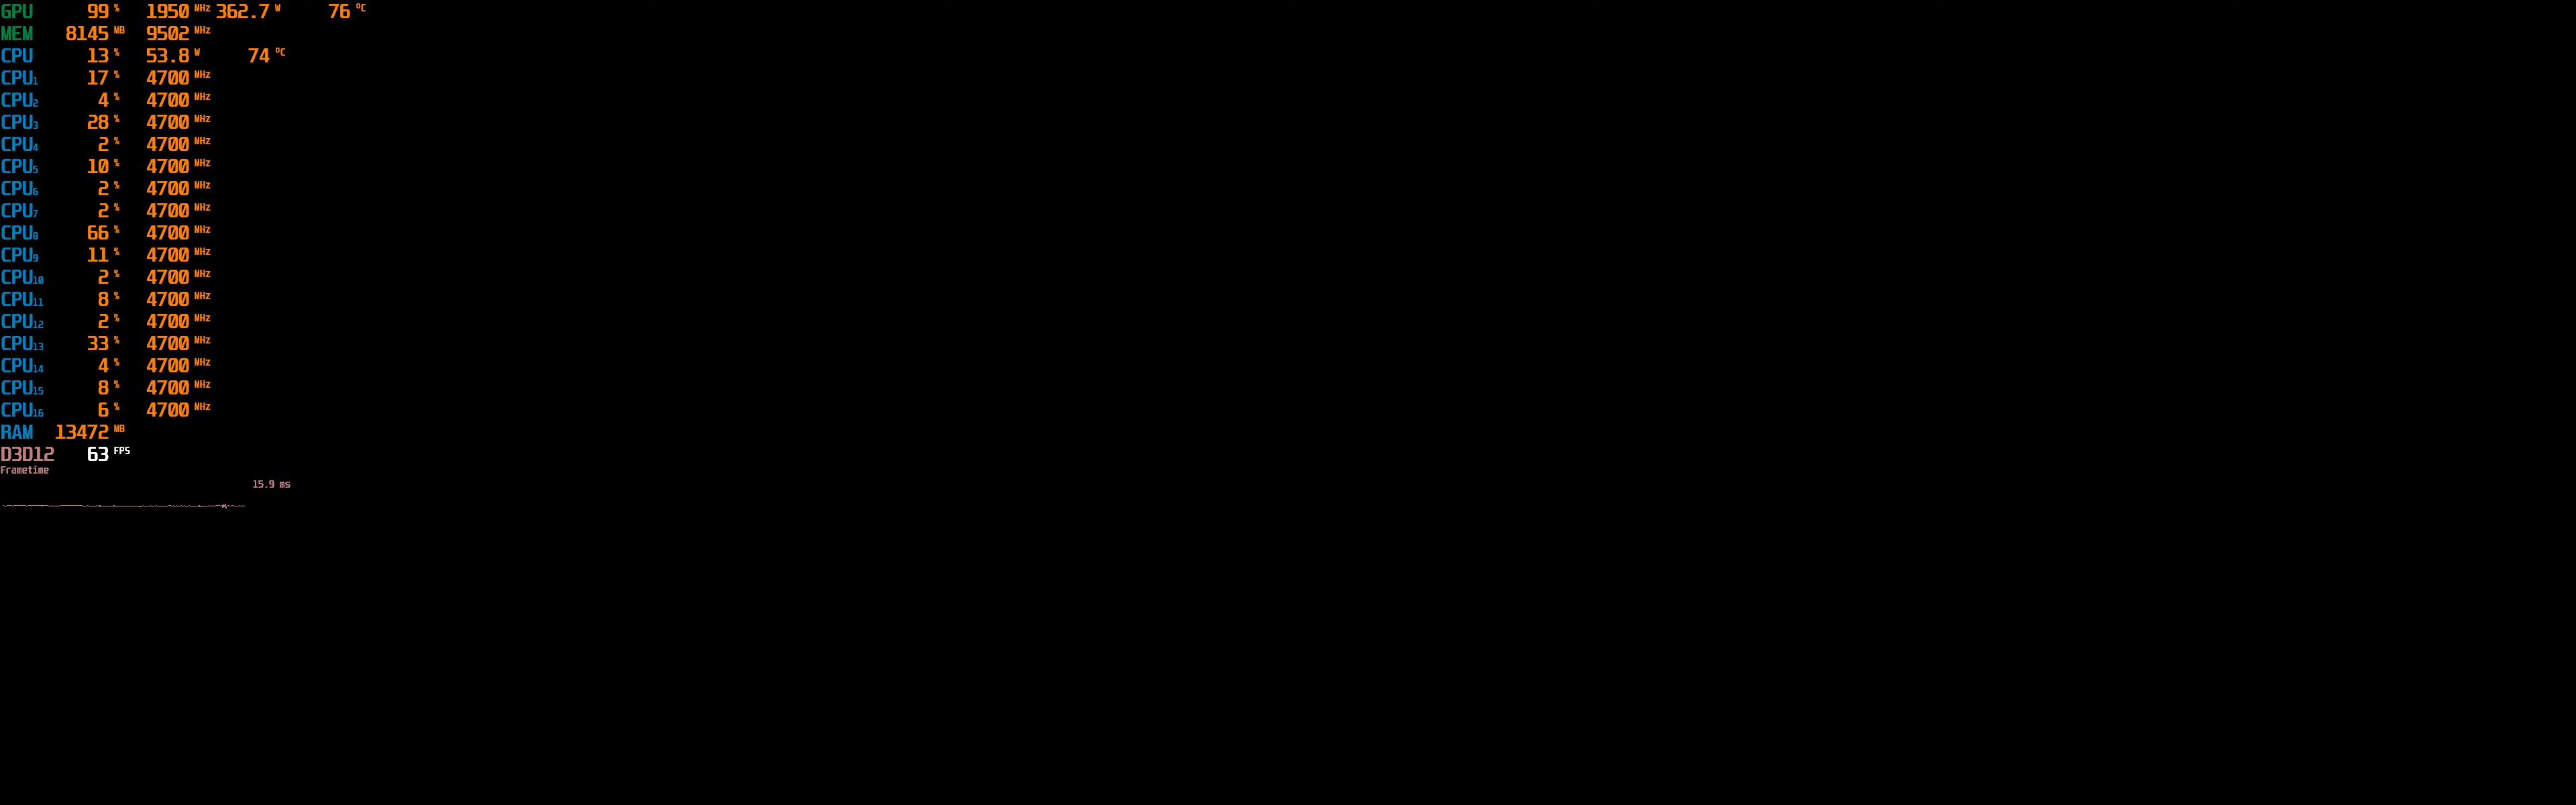 GPU 99 % 1950 MHz 362.7 W 76 °C
MEM 8145 MB 9502 MHz
CPU 13 % 53.8 W 74 °C
CPU1 17 % 4700 MHz
CPU2 4 % 4700 MHz
CPU3 28 % 4700 MHz
CPU4 2 % 4700 MHz
CPU5 10 % 4700 MHz
CPU6 2 % 4700 MHz
CPU7 2 % 4700 MHz
CPU8 66 % 4700 MHz
CPU9 11 % 4700 MHz
CPU10 2 % 4700 MHz
CPU11 8 % 4700 MHz
CPU12 2 % 4700 MHz
CPU13 33 % 4700 MHz
CPU14 4 % 4700 MHz
CPU15 8 % 4700 MHz
CPU16 6 % 4700 MHz
RAM 13472 MB
D3D12 63 FPS
Frametime
15.9 ms